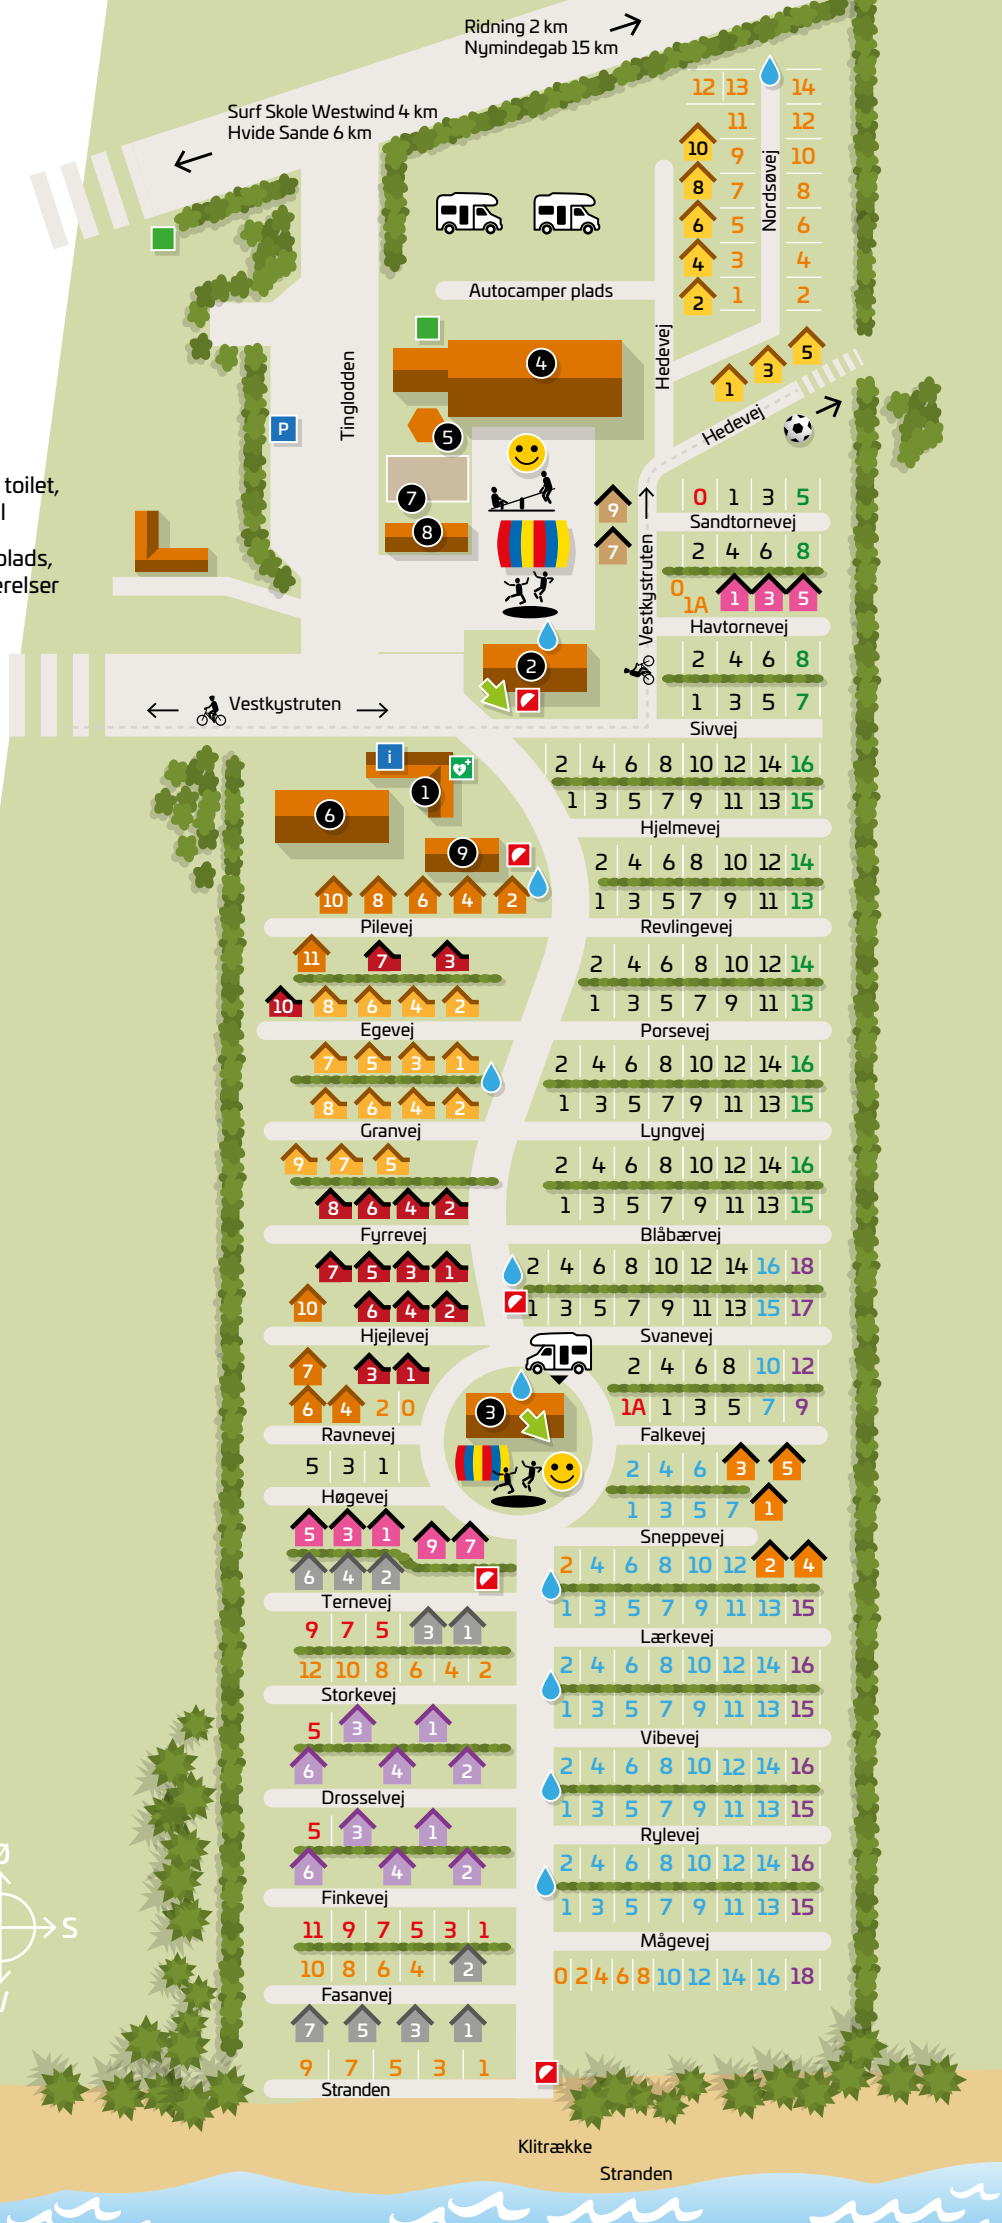 Ridning 2 km
Nymindegab 15 km
Surf Skole Westwind 4 km
Hvide Sande 6 km
12 13 14
11 12
10 9 10
8 7 8
6 5 6
4 3 4
2 1 2
Nordsøvej
Autocamper plads
Hedevej
Tinglodden
4
5
3
1
Hedevej
P
5
7
8
toilet,
l
plads,
erelser
9
7
0 1 3 5
Sandtornevej
2 4 6 8
0 1A 1 3 5
Havtornevej
Vestkystruten
2 4 6 8
2
1 3 5 7
Sivvej
Vestkystruten
i
1
6
9
2 4 6 8 10 12 14 16
1 3 5 7 9 11 13 15
Hjelmevej
2 4 6 8 10 12 14
10 8 6 4 2
1 3 5 7 9 11 13
Pilevej
Revlingevej
11 7 3
2 4 6 8 10 12 14
10 8 6 4 2
1 3 5 7 9 11 13
Egevej
Porsevej
7 5 3 1
2 4 6 8 10 12 14 16
8 6 4 2
1 3 5 7 9 11 13 15
Granvej
Lyngvej
9 7 5
2 4 6 8 10 12 14 16
8 6 4 2
1 3 5 7 9 11 13 15
Fyrrevej
Blåbærvej
7 5 3 1
2 4 6 8 10 12 14 16 18
10 6 4 2
1 3 5 7 9 11 13 15 17
Hjejlevej
Svanevej
7 3 1
2 4 6 8 10 12
6 4 2 0
3
1A 1 3 5 7 9
Ravnevej
Falkevej
5 3 1
2 4 6 3 5
Høgevej
1 3 5 7 1
Sneppevej
5 3 1 9 7
2 4 6 8 10 12 2 4
6 4 2
1 3 5 7 9 11 13 15
Ternevej
Lærkevej
9 7 5 3 1
2 4 6 8 10 12 14 16
12 10 8 6 4 2
1 3 5 7 9 11 13 15
Storkevej
Vibevej
5 3 1
2 4 6 8 10 12 14 16
6 4 2
1 3 5 7 9 11 13 15
Drosselvej
Rylevej
5 3 1
2 4 6 8 10 12 14 16
6 4 2
1 3 5 7 9 11 13 15
Finkevej
Mågevej
11 9 7 5 3 1
10 8 6 4 2
0 2 4 6 8 10 12 14 16 18
Fasanvej
7 5 3 1
9 7 5 3 1
Stranden
Ø
S
Klitrække
Stranden